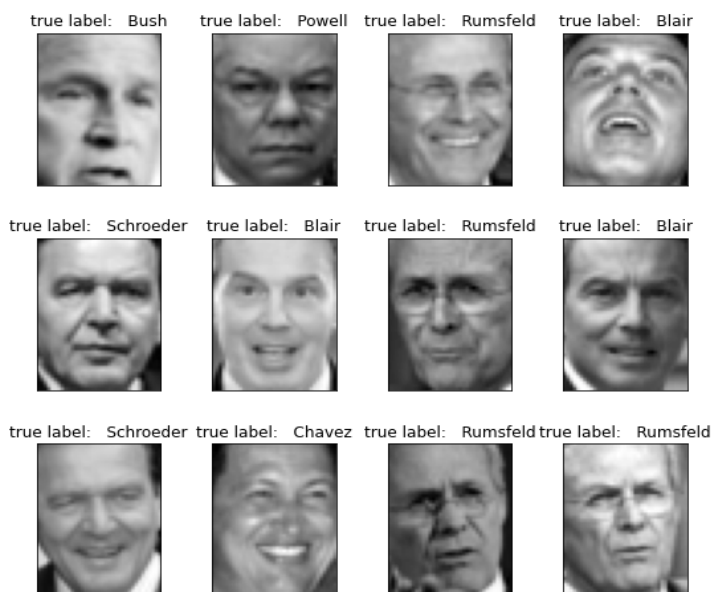 true label: Bush true label: Powell true label: Rumsfeld true label: Blair
true label: Schroeder true label: Blair true label: Rumsfeld true label: Blair
true label: Schroeder true label: Chavez true label: Rumsfeld true label: Rumsfeld